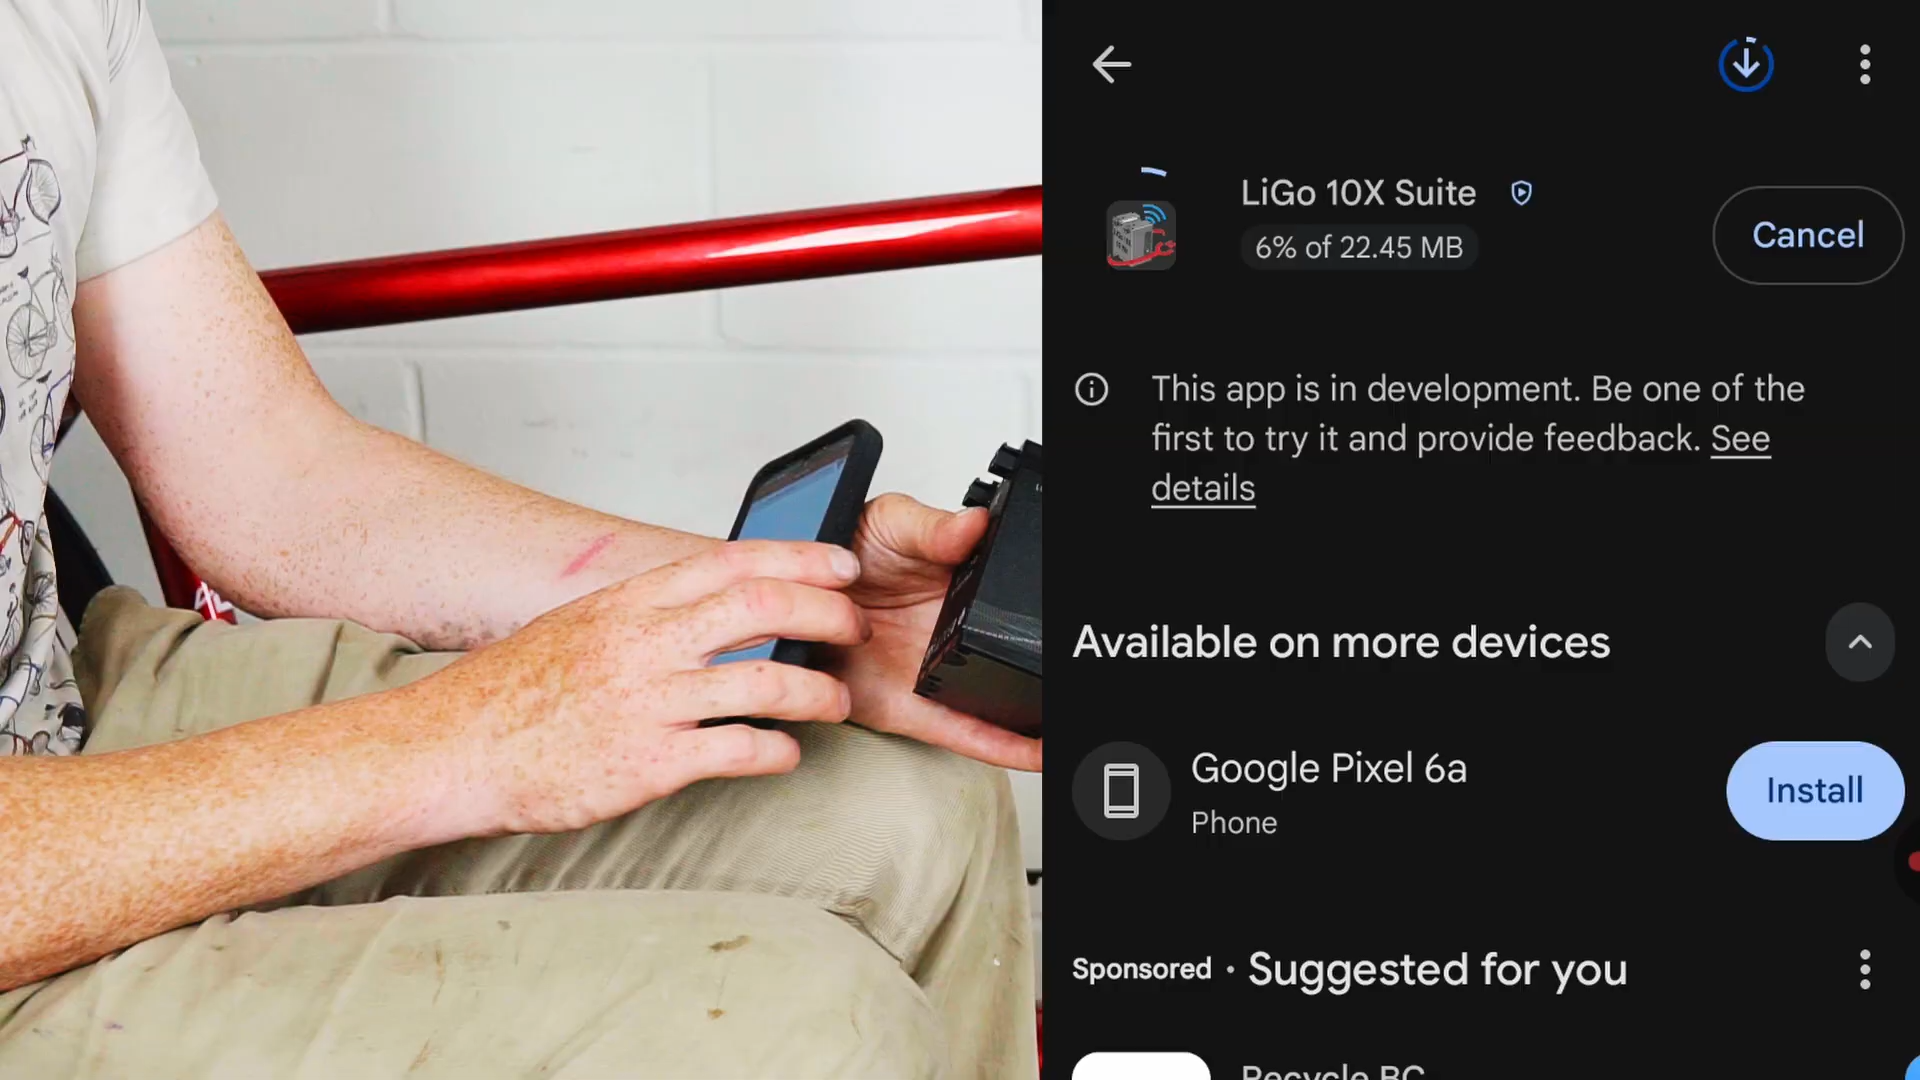 LiGo 10X Suite
6% of 22.45 MB
Cancel
This app is in development. Be one of the
first to try it and provide feedback. See
details
Available on more devices
Google Pixel 6a
Phone
Install
Sponsored · Suggested for you
Recycle BC